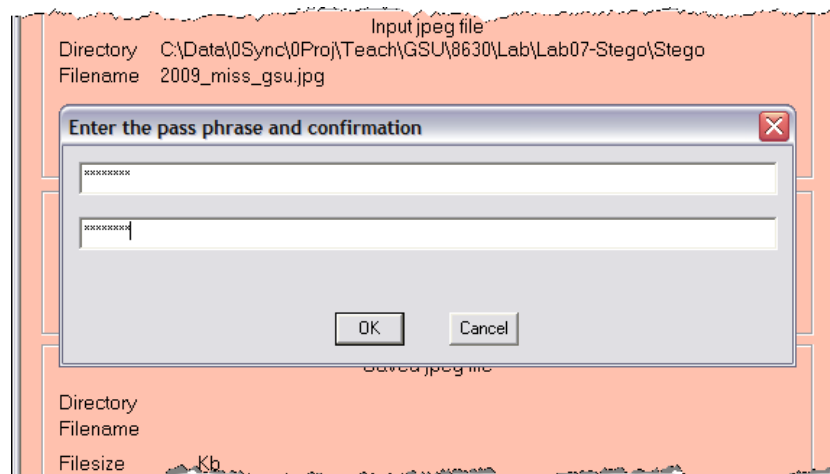 Input jpeg file
Directory C:\Data\0Sync\0Proj\Teach\GSU\8630\Lab\Lab07-Stego\Stego
Filename 2009_miss_gsu.jpg
Enter the pass phrase and confirmation
********
********
OK Cancel
Saved jpeg file
Directory
Filename
Filesize Kb